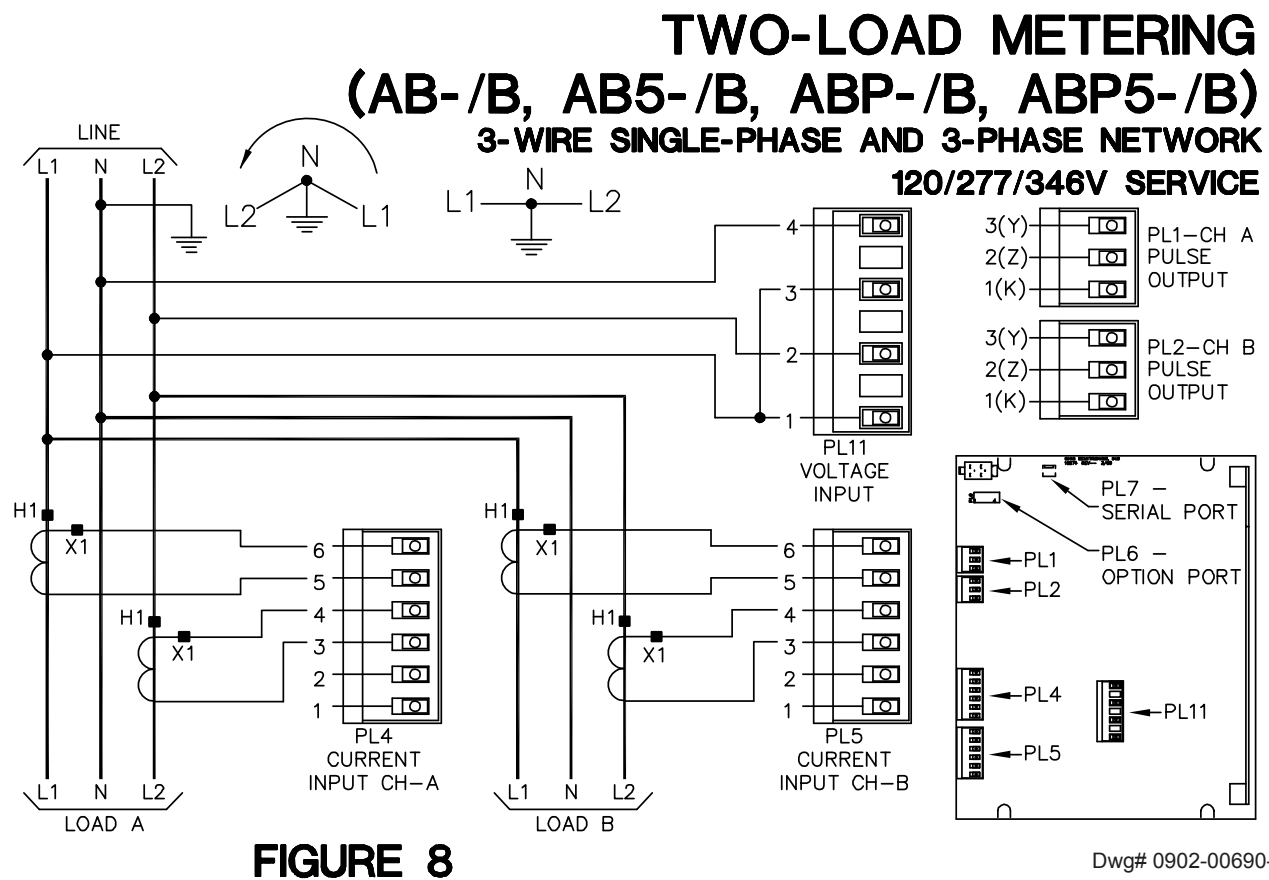 TWO-LOAD METERING
(AB-/B, AB5-/B, ABP-/B, ABP5-/B)
3-WIRE SINGLE-PHASE AND 3-PHASE NETWORK
120/277/346V SERVICE
LINE
L1 N L2
N
L2 L1
N
L1 L2
4
3
2
1
PL11
VOLTAGE
INPUT
3(Y)
2(Z)
1(K)
PL1-CH A
PULSE
OUTPUT
3(Y)
2(Z)
1(K)
PL2-CH B
PULSE
OUTPUT
H1
X1
H1
X1
6
5
4
3
2
1
PL4
CURRENT
INPUT CH-A
L1 N L2
LOAD A
H1
X1
H1
X1
6
5
4
3
2
1
PL5
CURRENT
INPUT CH-B
L1 N L2
LOAD B
PL7 -
SERIAL PORT
PL6 -
OPTION PORT
PL1
PL2
PL4
PL11
PL5
FIGURE 8
Dwg# 0902-00690-